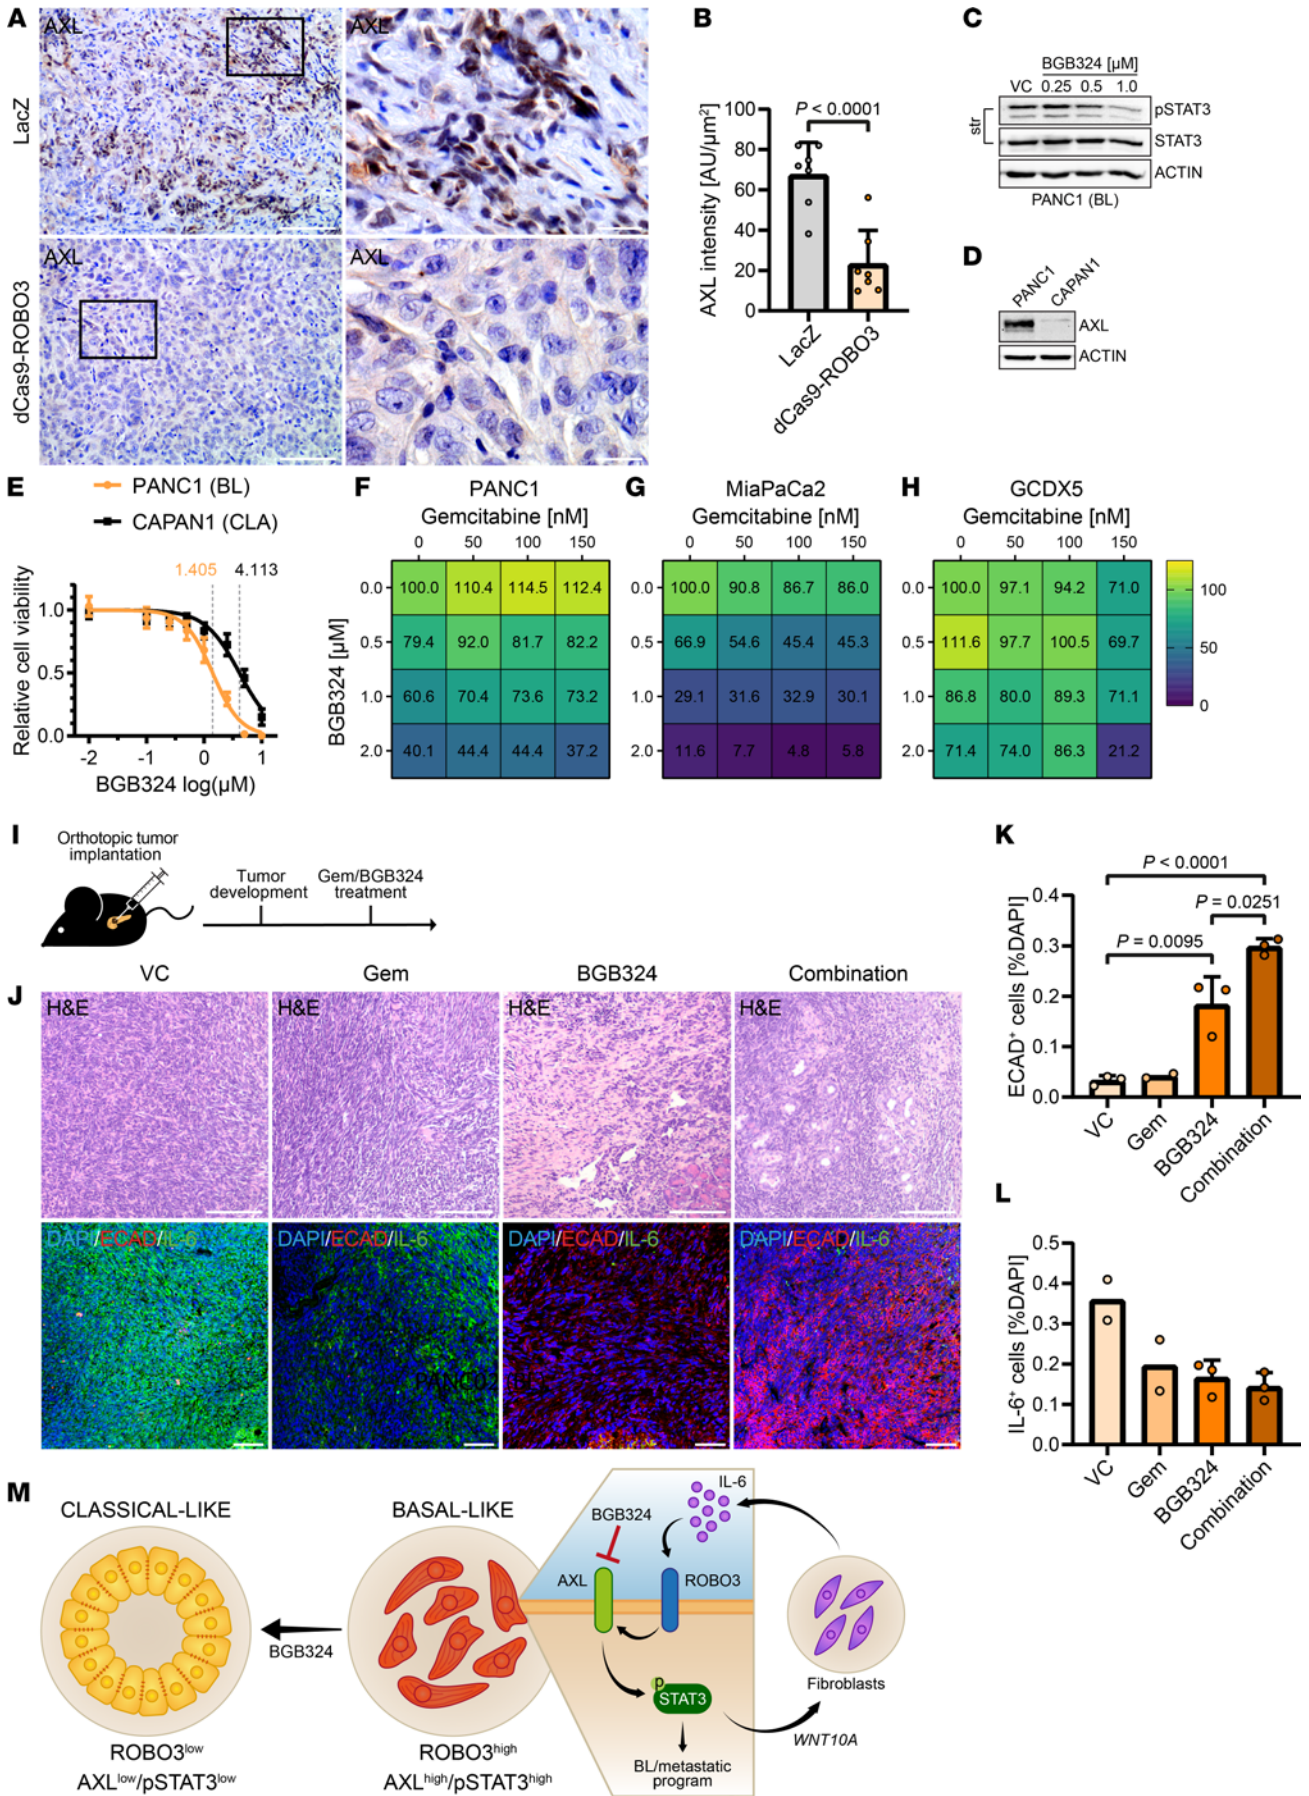 A
AXL
AXL
LacZ
AXL
AXL
dCas9-ROBO3
B
P < 0.0001
AXL intensity [AU/μm²]
100
80
60
40
20
0
LacZ
dCas9-ROBO3
C
BGB324 [μM]
VC 0.25 0.5 1.0
str
pSTAT3
STAT3
ACTIN
PANC1 (BL)
D
PANC1
CAPAN1
AXL
ACTIN
E
PANC1 (BL)
CAPAN1 (CLA)
1.405 4.113
Relative cell viability
1.0
0.5
0.0
-2 -1 0 1
BGB324 log(μM)
F
PANC1
Gemcitabine [nM]
0 50 100 150
BGB324 [μM]
0.0 100.0 110.4 114.5 112.4
0.5 79.4 92.0 81.7 82.2
1.0 60.6 70.4 73.6 73.2
2.0 40.1 44.4 44.4 37.2
G
MiaPaCa2
Gemcitabine [nM]
0 50 100 150
0.0 100.0 90.8 86.7 86.0
0.5 66.9 54.6 45.4 45.3
1.0 29.1 31.6 32.9 30.1
2.0 11.6 7.7 4.8 5.8
H
GCDX5
Gemcitabine [nM]
0 50 100 150
0.0 100.0 97.1 94.2 71.0
0.5 111.6 97.7 100.5 69.7
1.0 86.8 80.0 89.3 71.1
2.0 71.4 74.0 86.3 21.2
100
50
0
I
Orthotopic tumor
implantation
Tumor
development
Gem/BGB324
treatment
J
VC Gem BGB324 Combination
H&E H&E H&E H&E
DAPI/ECAD/IL-6 DAPI/ECAD/IL-6 DAPI/ECAD/IL-6 DAPI/ECAD/IL-6
K
P < 0.0001
P = 0.0251
P = 0.0095
ECAD⁺ cells [%DAPI]
0.4
0.3
0.2
0.1
0.0
VC
Gem
BGB324
Combination
L
IL-6⁺ cells [%DAPI]
0.5
0.4
0.3
0.2
0.1
0.0
VC
Gem
BGB324
Combination
M
CLASSICAL-LIKE
ROBO3low
AXLlow/pSTAT3low
BGB324
BASAL-LIKE
ROBO3high
AXLhigh/pSTAT3high
IL-6
BGB324
AXL
ROBO3
p
STAT3
BL/metastatic
program
WNT10A
Fibroblasts